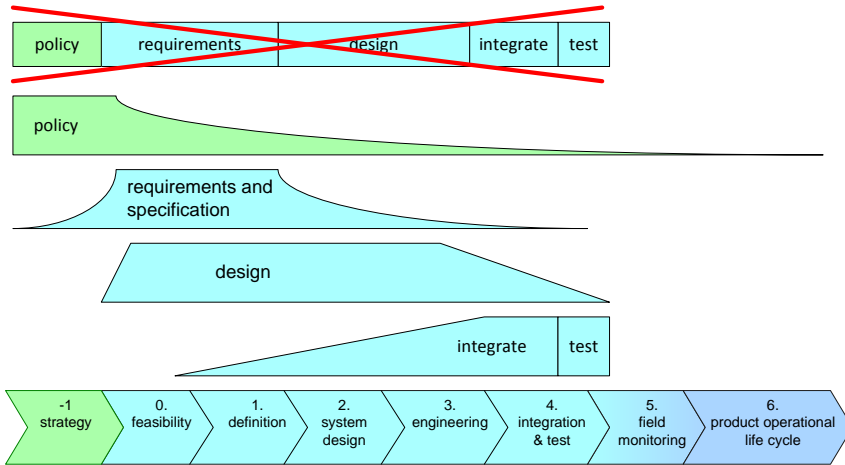 policy requirements design integrate test
policy
requirements and
specification
design
integrate test
-1
strategy
0.
feasibility
1.
definition
2.
system
design
3.
engineering
4.
integration
& test
5.
field
monitoring
6.
product operational
life cycle